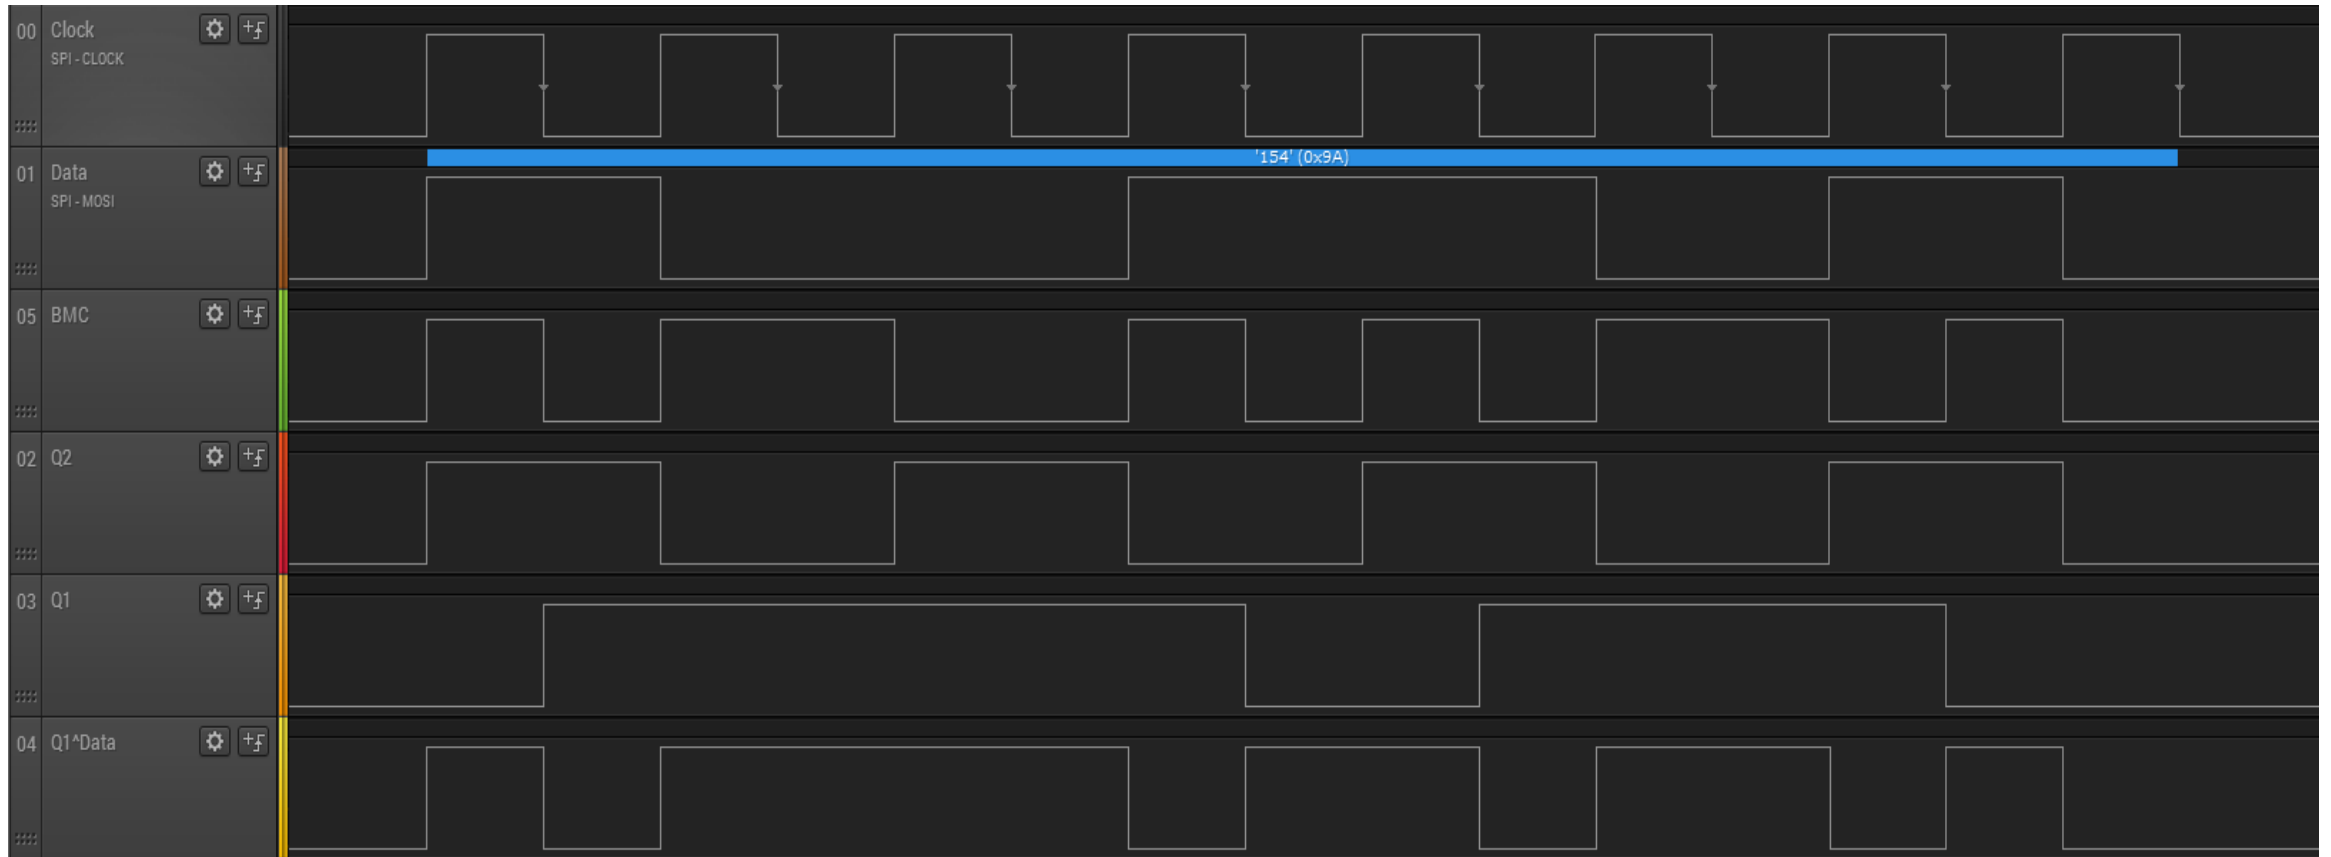 00 Clock
SPI - CLOCK
'154' (0x9A)
01 Data
SPI - MOSI
05 BMC
02 Q2
03 Q1
04 Q1^Data